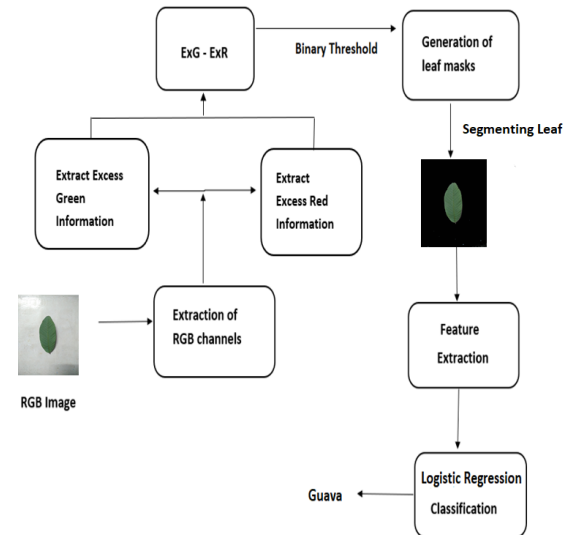 ExG - ExR
Binary Threshold
Generation of
leaf masks
Segmenting Leaf
Extract Excess
Green
Information
Extract
Excess Red
Information
Extraction of
RGB channels
RGB Image
Feature
Extraction
Logistic Regression
Classification
Guava